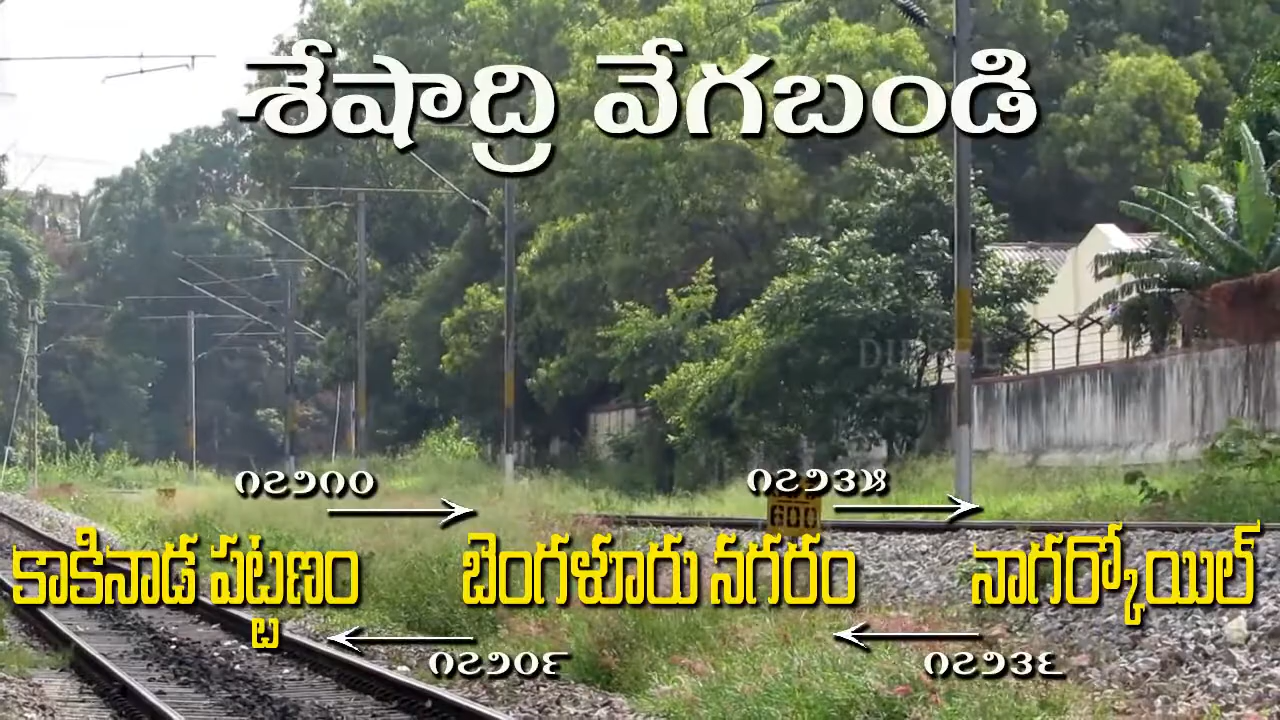 శేషాద్రి వేగబండి
౧౭౨౧౦
౧౭౨౩౫
600
కాకినాడ పట్టణం బెంగళూరు నగరం నాగర్కోయిల్
౧౭౨౦౯
౧౭౨౩౬